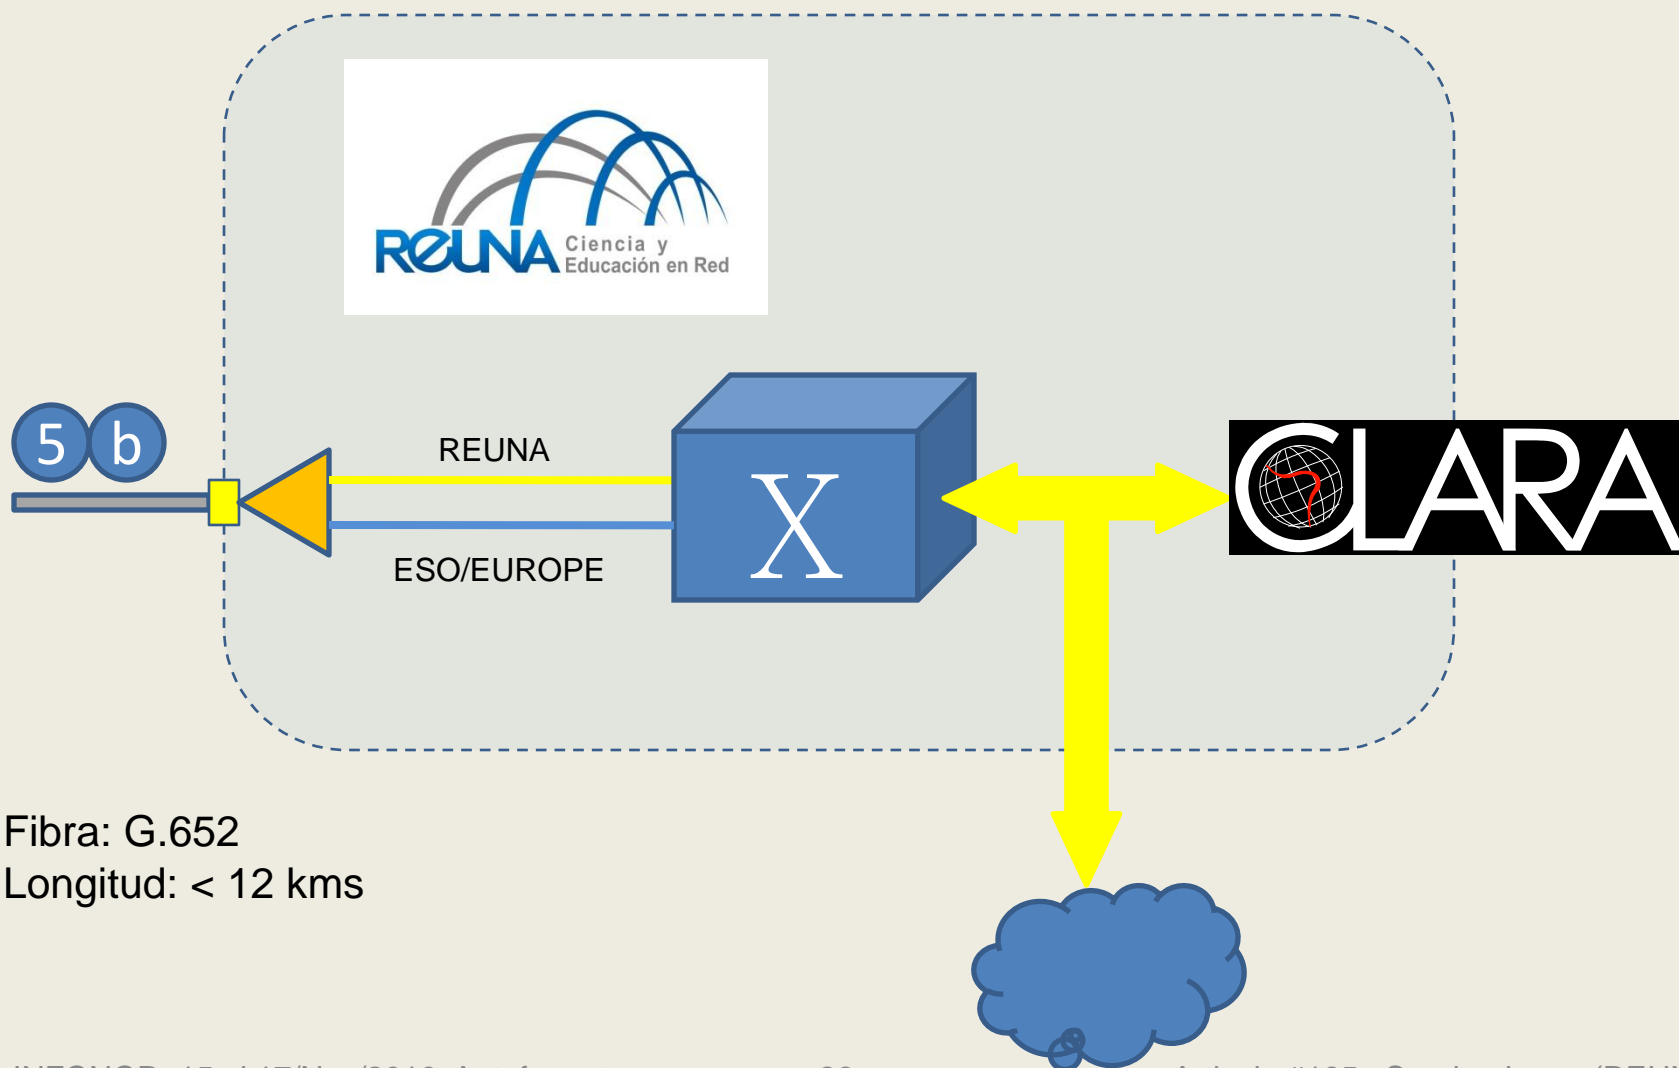 REUNA Ciencia y
Educación en Red
5 b
REUNA
X
CLARA
ESO/EUROPE
Fibra: G.652
Longitud: < 12 kms